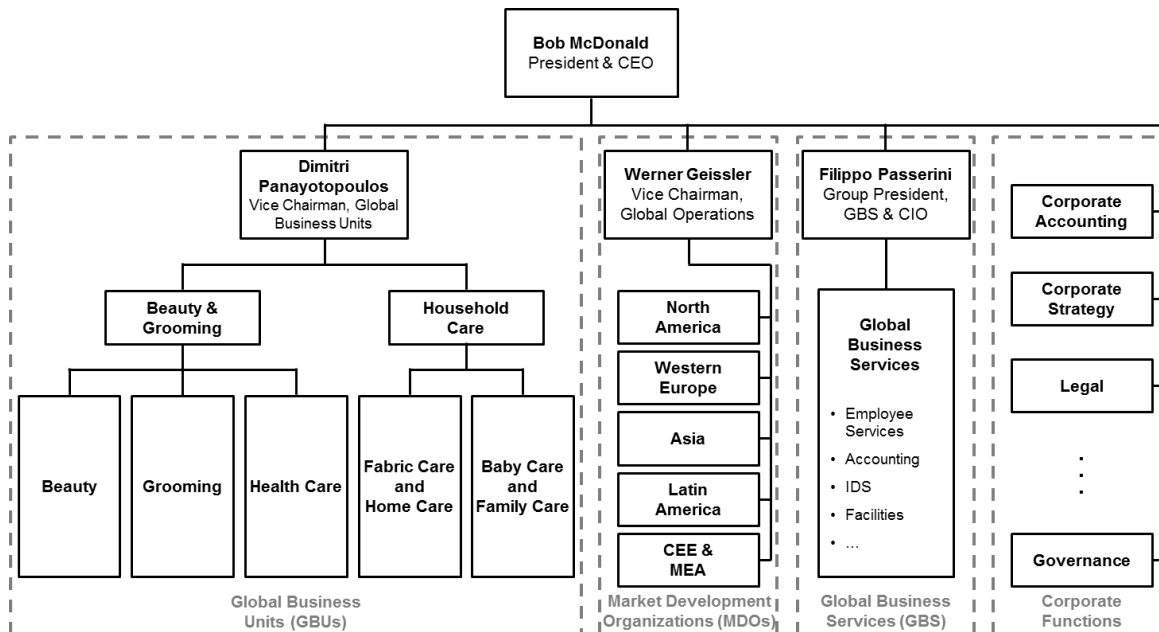 Bob McDonald
President & CEO
Dimitri
Panayotopoulos
Vice Chairman, Global
Business Units
Werner Geissler
Vice Chairman,
Global Operations
Filippo Passerini
Group President,
GBS & CIO
Beauty &
Grooming
Household
Care
Beauty
Grooming
Health Care
Fabric Care
and
Home Care
Baby Care
and
Family Care
Global Business
Units (GBUs)
North
America
Western
Europe
Asia
Latin
America
CEE &
MEA
Market Development
Organizations (MDOs)
Global
Business
Services
• Employee
Services
• Accounting
• IDS
• Facilities
• ...
Global Business
Services (GBS)
Corporate
Accounting
Corporate
Strategy
Legal
.
.
.
Governance
Corporate
Functions